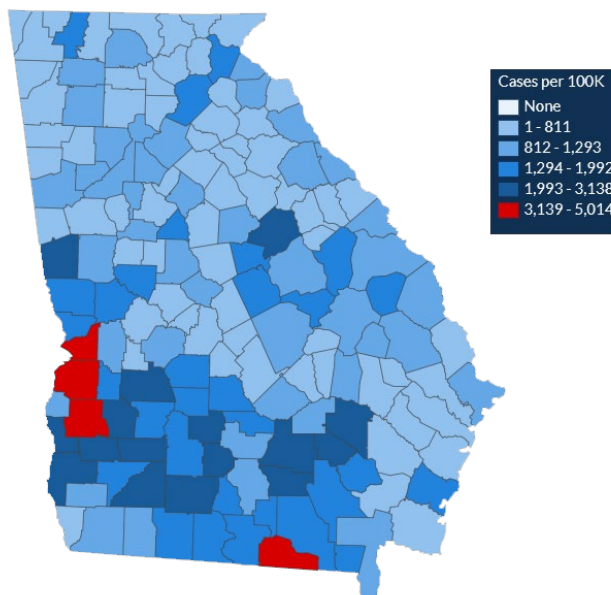 Cases per 100K
None
1 - 811
812 - 1,293
1,294 - 1,992
1,993 - 3,138
3,139 - 5,014